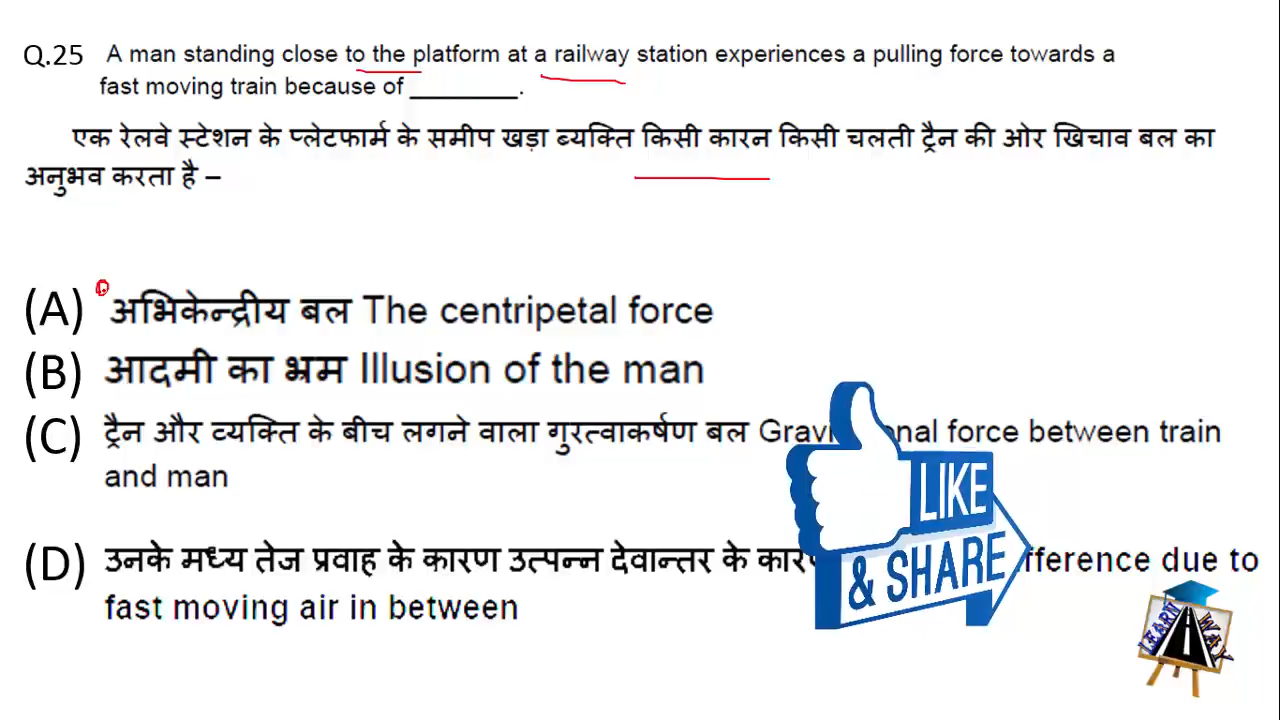 Q.25 A man standing close to the platform at a railway station experiences a pulling force towards a
fast moving train because of _________.
एक रेलवे स्टेशन के प्लेटफार्म के समीप खड़ा ब्यक्ति किसी कारन किसी चलती ट्रैन की ओर खिचाव बल का
अनुभव करता है –
(A) अभिकेन्द्रीय बल The centripetal force
(B) आदमी का भ्रम Illusion of the man
(C) ट्रैन और व्यक्ति के बीच लगने वाला गुरत्वाकर्षण बल force between train
and man
(D) उनके मध्य तेज प्रवाह के कारण उत्पन्न देवान्तर के due to
fast moving air in between
LIKE
& SHARE
LEARN WAY